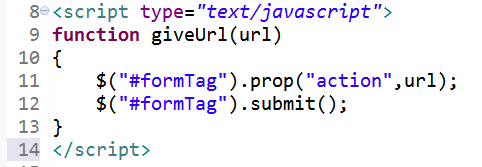 8 <script type="text/javascript">
9 function giveUrl(url)
10 {
11     $("#formTag").prop("action",url);
12     $("#formTag").submit();
13 }
14 </script>
15